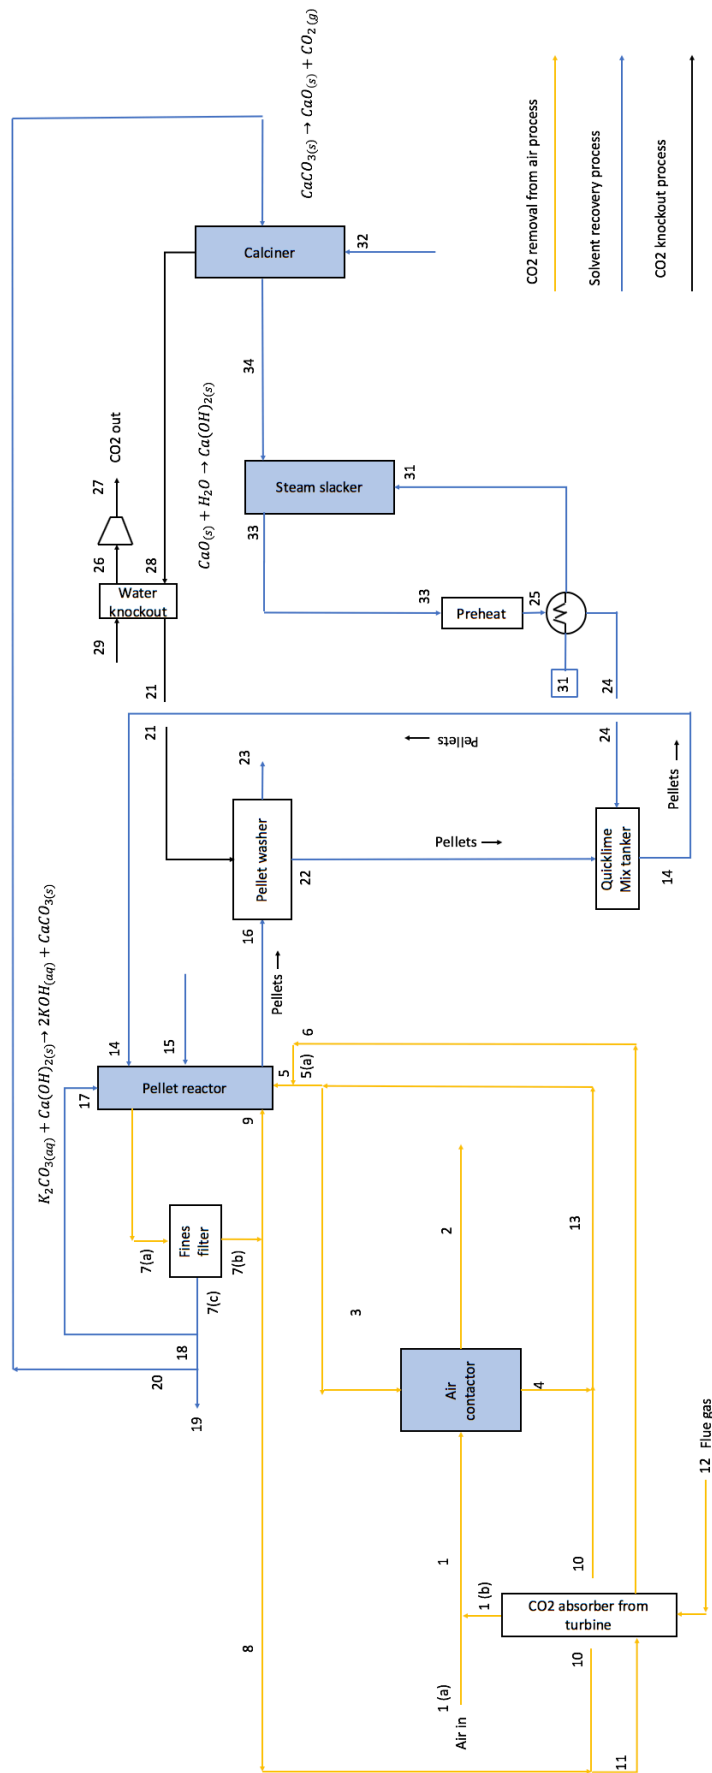 K₂CO₃(aq) + Ca(OH)₂(s) → 2KOH(aq) + CaCO₃(s)
17
14
15
Pellet reactor
9
5
5(a)
6
7(a)
Fines
filter
7(b)
7(c)
18
20
19
8
3
Air
contactor
2
4
13
1
1 (a)
Air in
1 (b)
CO2 absorber from
turbine
10
10
11
12 Flue gas
16
Pellets
Pellet washer
21
21
23
22
Pellets
Pellets
Quicklime
Mix tanker
14
Pellets
24
24
29
Water
knockout
26
27
CO2 out
28
CaO(s) + H₂O → Ca(OH)₂(s)
33
33
Preheat
25
31
31
Steam slacker
34
Calciner
32
CaCO₃(s) → CaO(s) + CO₂ (g)
CO2 removal from air process
Solvent recovery process
CO2 knockout process